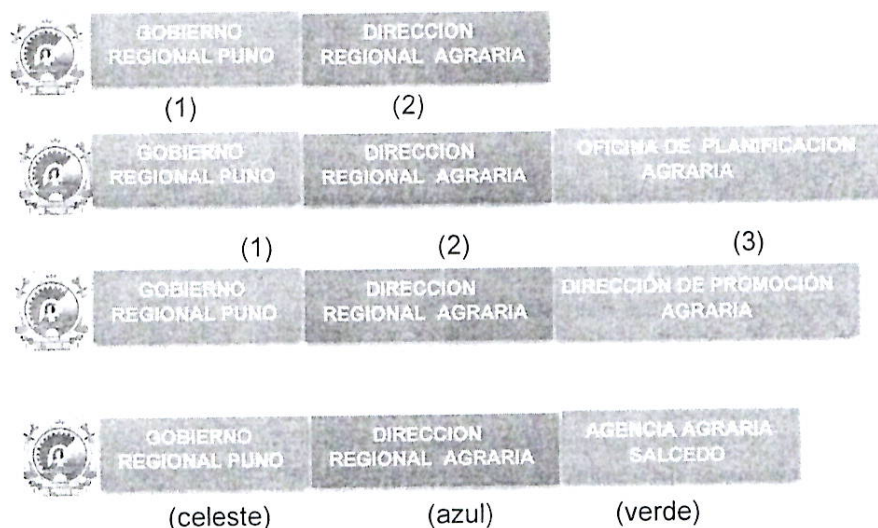 GOBIERNO REGIONAL PUNO
DIRECCION REGIONAL AGRARIA
(1) (2)
GOBIERNO REGIONAL PUNO
DIRECCION REGIONAL AGRARIA
OFICINA DE PLANIFICACION AGRARIA
(1) (2) (3)
GOBIERNO REGIONAL PUNO
DIRECCION REGIONAL AGRARIA
DIRECCIÓN DE PROMOCIÓN AGRARIA
GOBIERNO REGIONAL PUNO
DIRECCION REGIONAL AGRARIA
AGENCIA AGRARIA SALCEDO
(celeste) (azul) (verde)